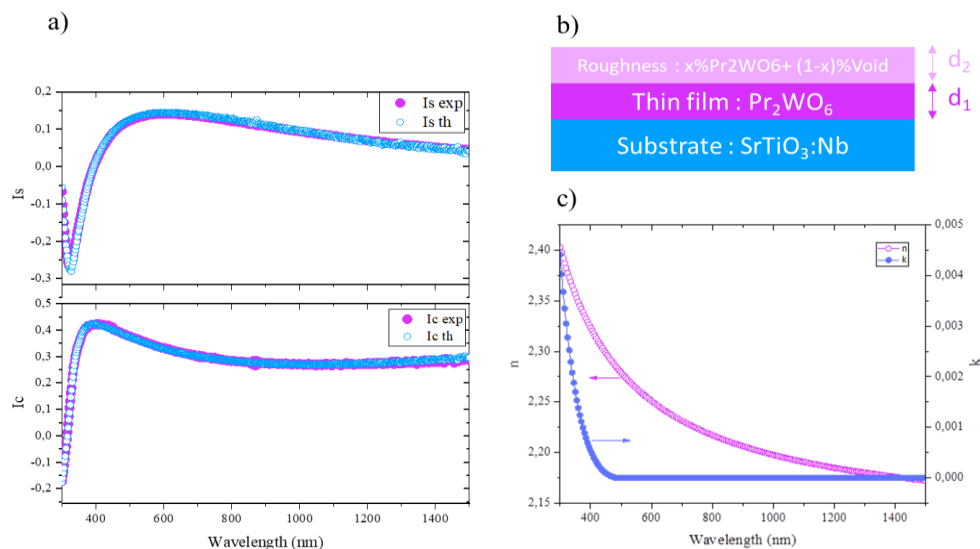 a)
0,2
0,1
0,0
-0,1
-0,2
-0,3
Is
Is exp
Is th
0,5
0,4
0,3
0,2
0,1
0,0
-0,1
-0,2
Ic
Ic exp
Ic th
400
600
800
1000
1200
1400
Wavelength (nm)
b)
Roughness : x%Pr2WO6+ (1-x)%Void
Thin film : Pr₂WO₆
Substrate : SrTiO₃:Nb
d₂
d₁
c)
2,40
2,35
2,30
2,25
2,20
2,15
n
n
k
0,005
0,004
0,003
0,002
0,001
0,000
k
400
600
800
1000
1200
1400
Wavelength (nm)